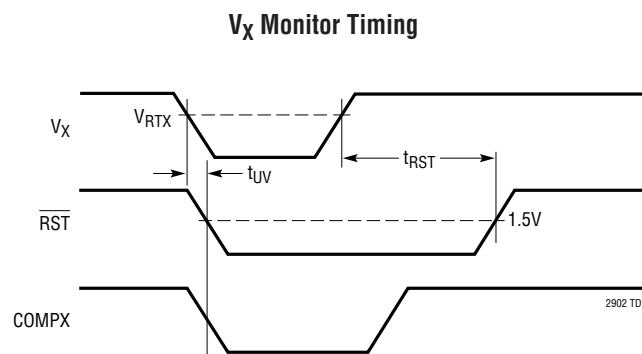 VX Monitor Timing
VX
VRTX
tRST
tUV
RST
1.5V
2902 TD
COMPX